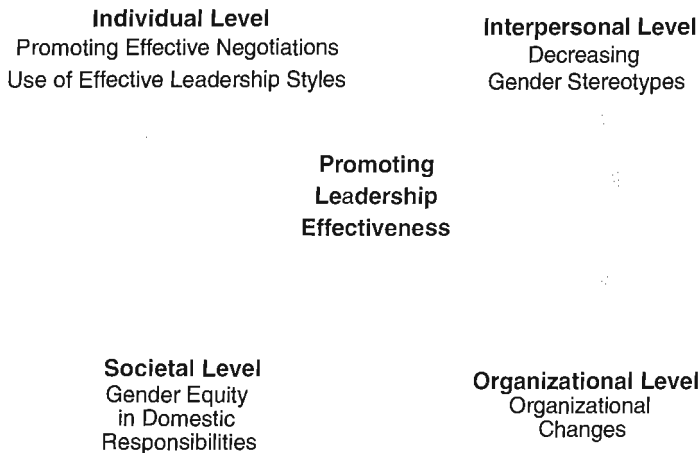 Individual Level
Promoting Effective Negotiations
Use of Effective Leadership Styles
Interpersonal Level
Decreasing
Gender Stereotypes
Promoting
Leadership
Effectiveness
Societal Level
Gender Equity
in Domestic
Responsibilities
Organizational Level
Organizational
Changes